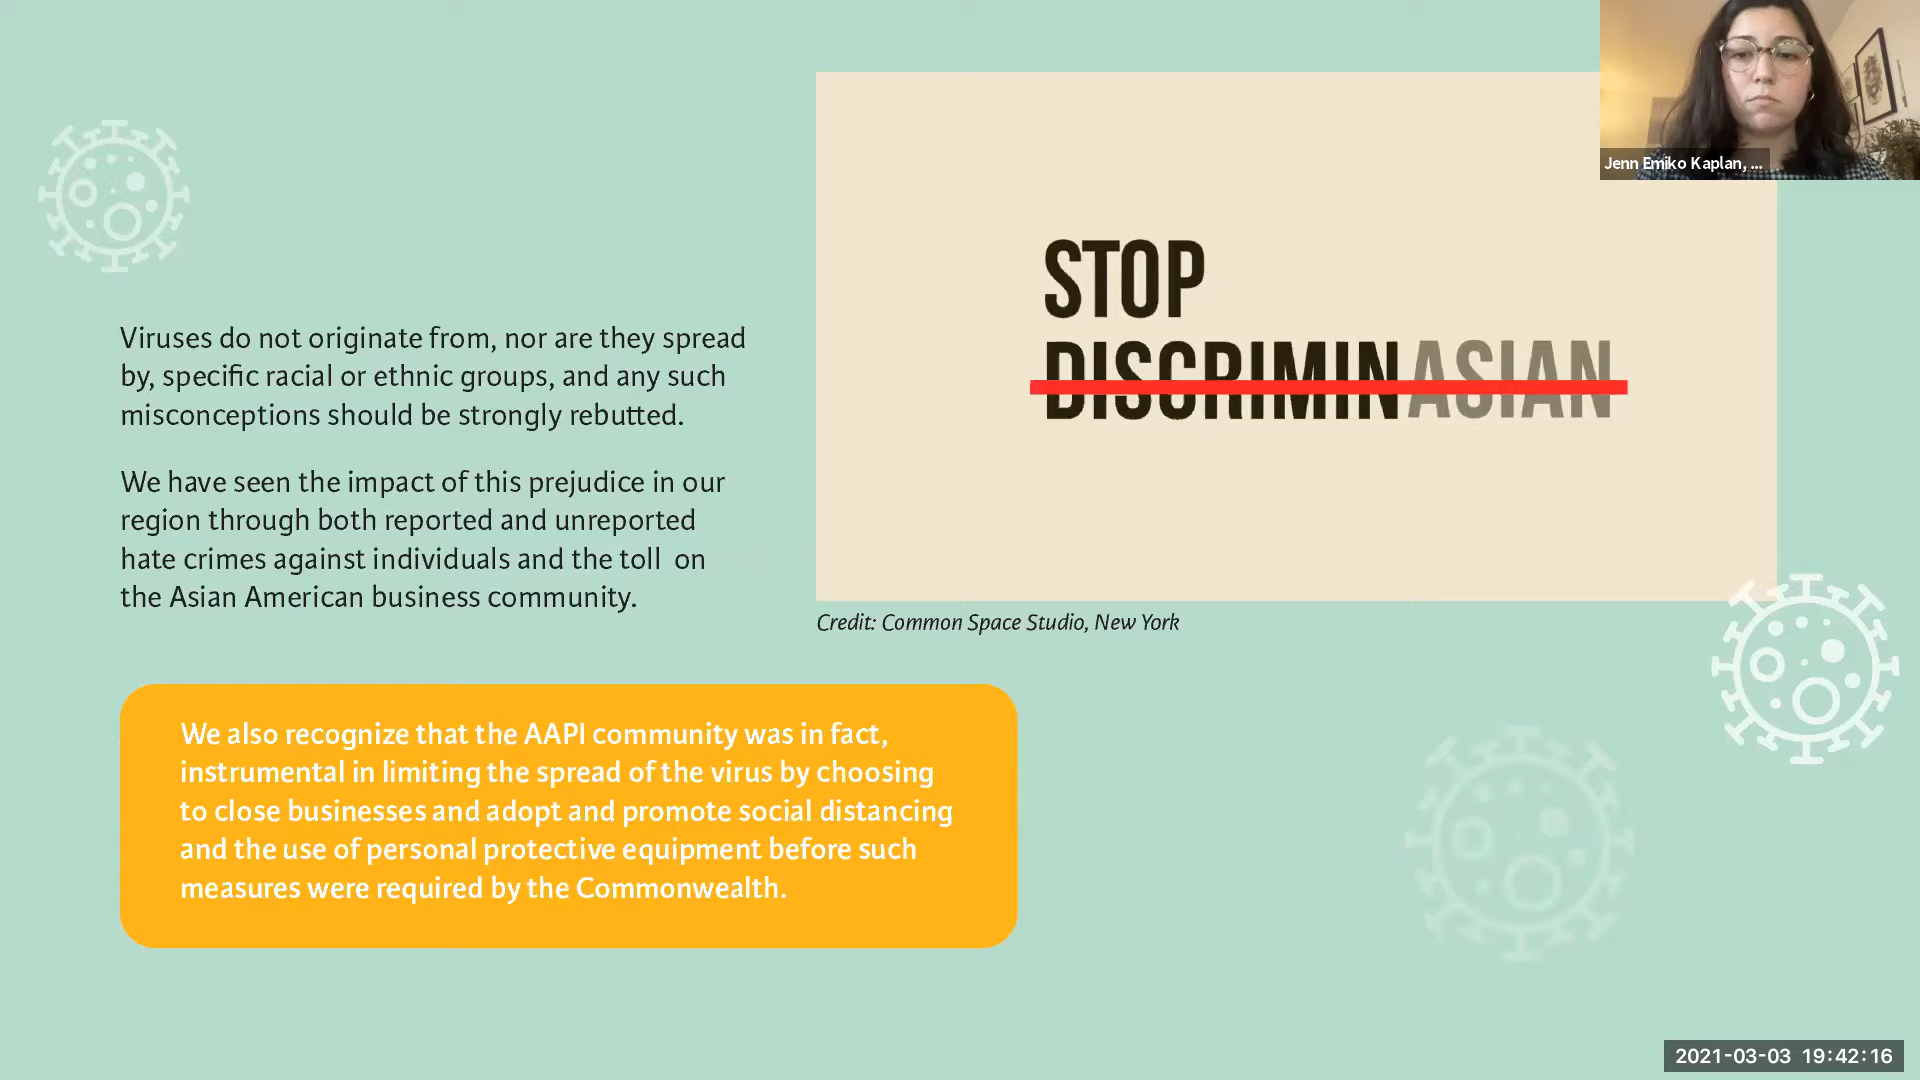 Jenn Emiko Kaplan, ...
STOP
DISCRIMINASIAN
Viruses do not originate from, nor are they spread
by, specific racial or ethnic groups, and any such
misconceptions should be strongly rebutted.
We have seen the impact of this prejudice in our
region through both reported and unreported
hate crimes against individuals and the toll on
the Asian American business community.
Credit: Common Space Studio, New York
We also recognize that the AAPI community was in fact,
instrumental in limiting the spread of the virus by choosing
to close businesses and adopt and promote social distancing
and the use of personal protective equipment before such
measures were required by the Commonwealth.
2021-03-03 19:42:16